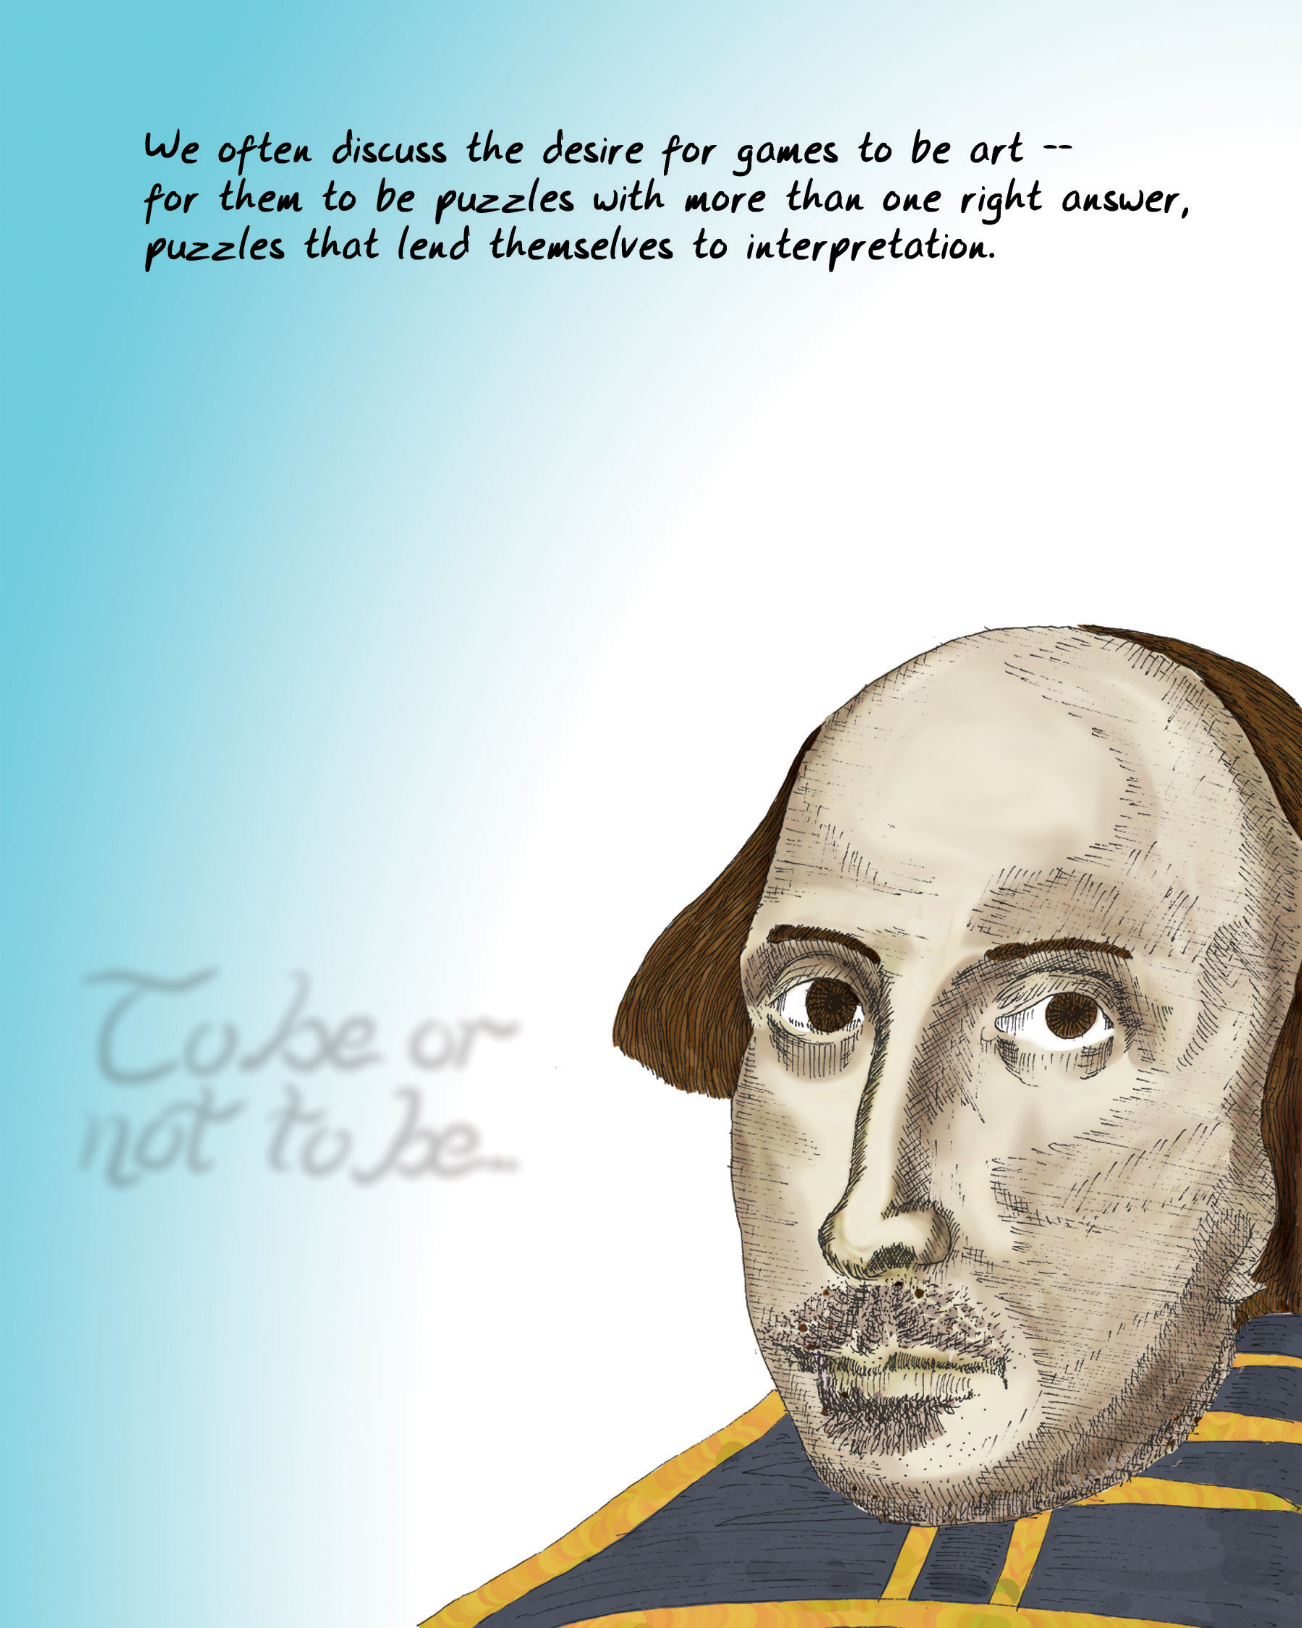 We often discuss the desire for games to be art --
for them to be puzzles with more than one right answer,
puzzles that lend themselves to interpretation.
To be or
not to be...